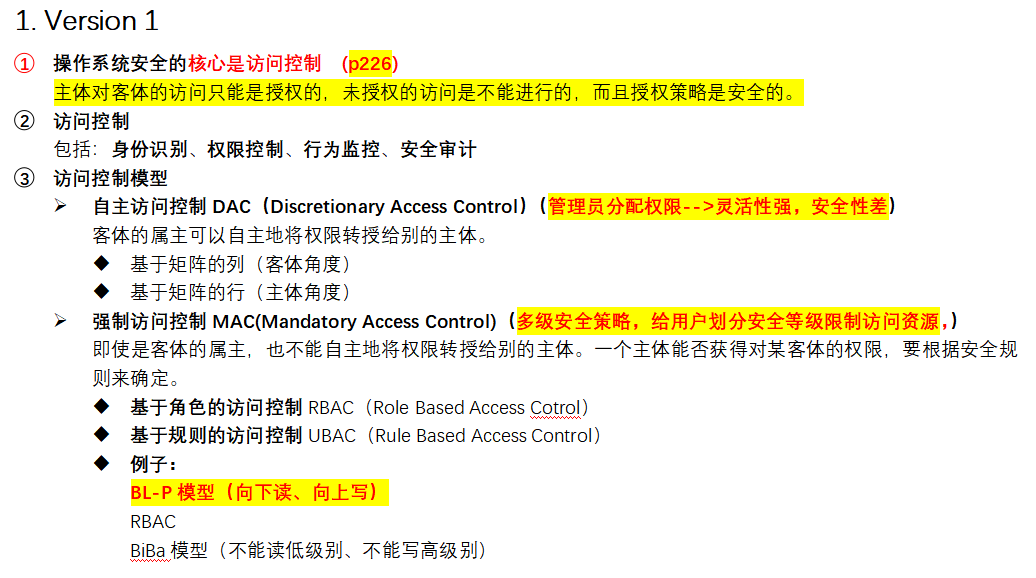 1. Version 1
① 操作系统安全的核心是访问控制 (p226)
主体对客体的访问只能是授权的，未授权的访问是不能进行的，而且授权策略是安全的。
② 访问控制
包括：身份识别、权限控制、行为监控、安全审计
③ 访问控制模型
➢ 自主访问控制 DAC（Discretionary Access Control）（管理员分配权限-->灵活性强，安全性差）
客体的属主可以自主地将权限转授给别的主体。
◆ 基于矩阵的列（客体角度）
◆ 基于矩阵的行（主体角度）
➢ 强制访问控制 MAC(Mandatory Access Control)（多级安全策略，给用户划分安全等级限制访问资源，）
即使是客体的属主，也不能自主地将权限转授给别的主体。一个主体能否获得对某客体的权限，要根据安全规
则来确定。
◆ 基于角色的访问控制 RBAC（Role Based Access Cotrol）
◆ 基于规则的访问控制 UBAC（Rule Based Access Control）
◆ 例子：
BL-P 模型（向下读、向上写）
RBAC
BiBa 模型（不能读低级别、不能写高级别）